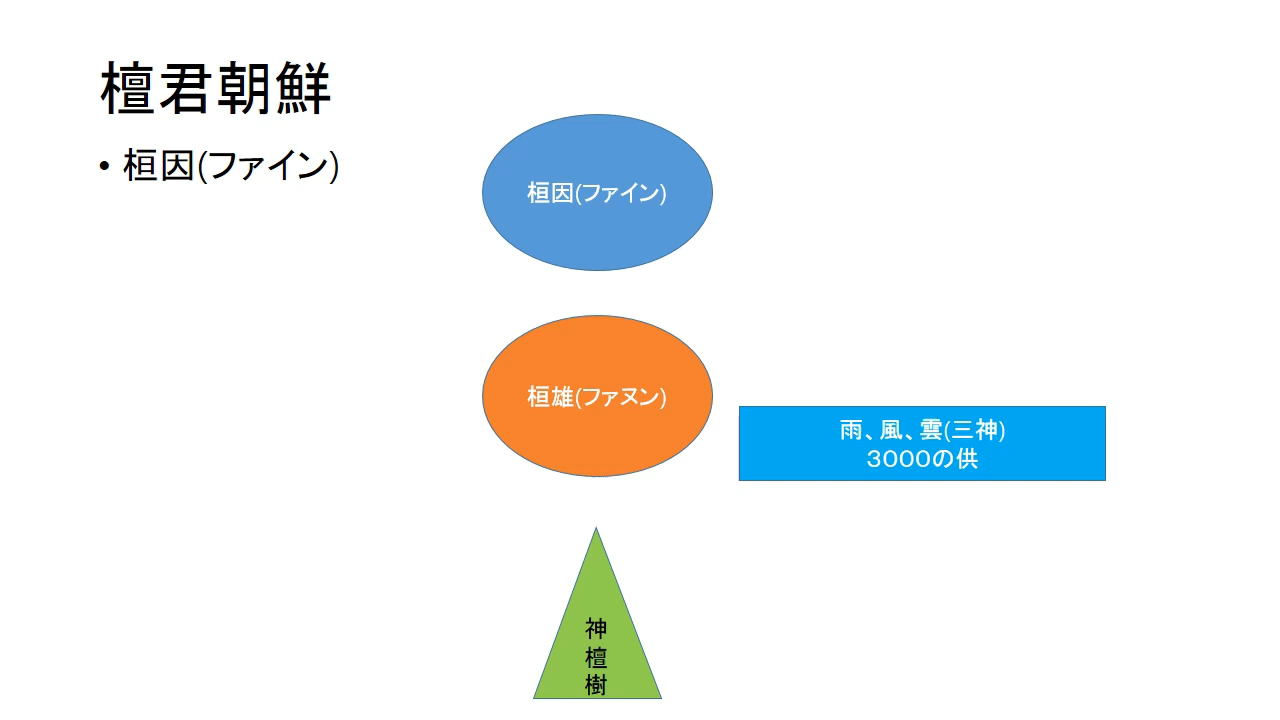 檀君朝鮮
• 桓因(ファイン)
桓因(ファイン)
桓雄(ファヌン)
雨、風、雲(三神)
3000の供
神
檀
樹